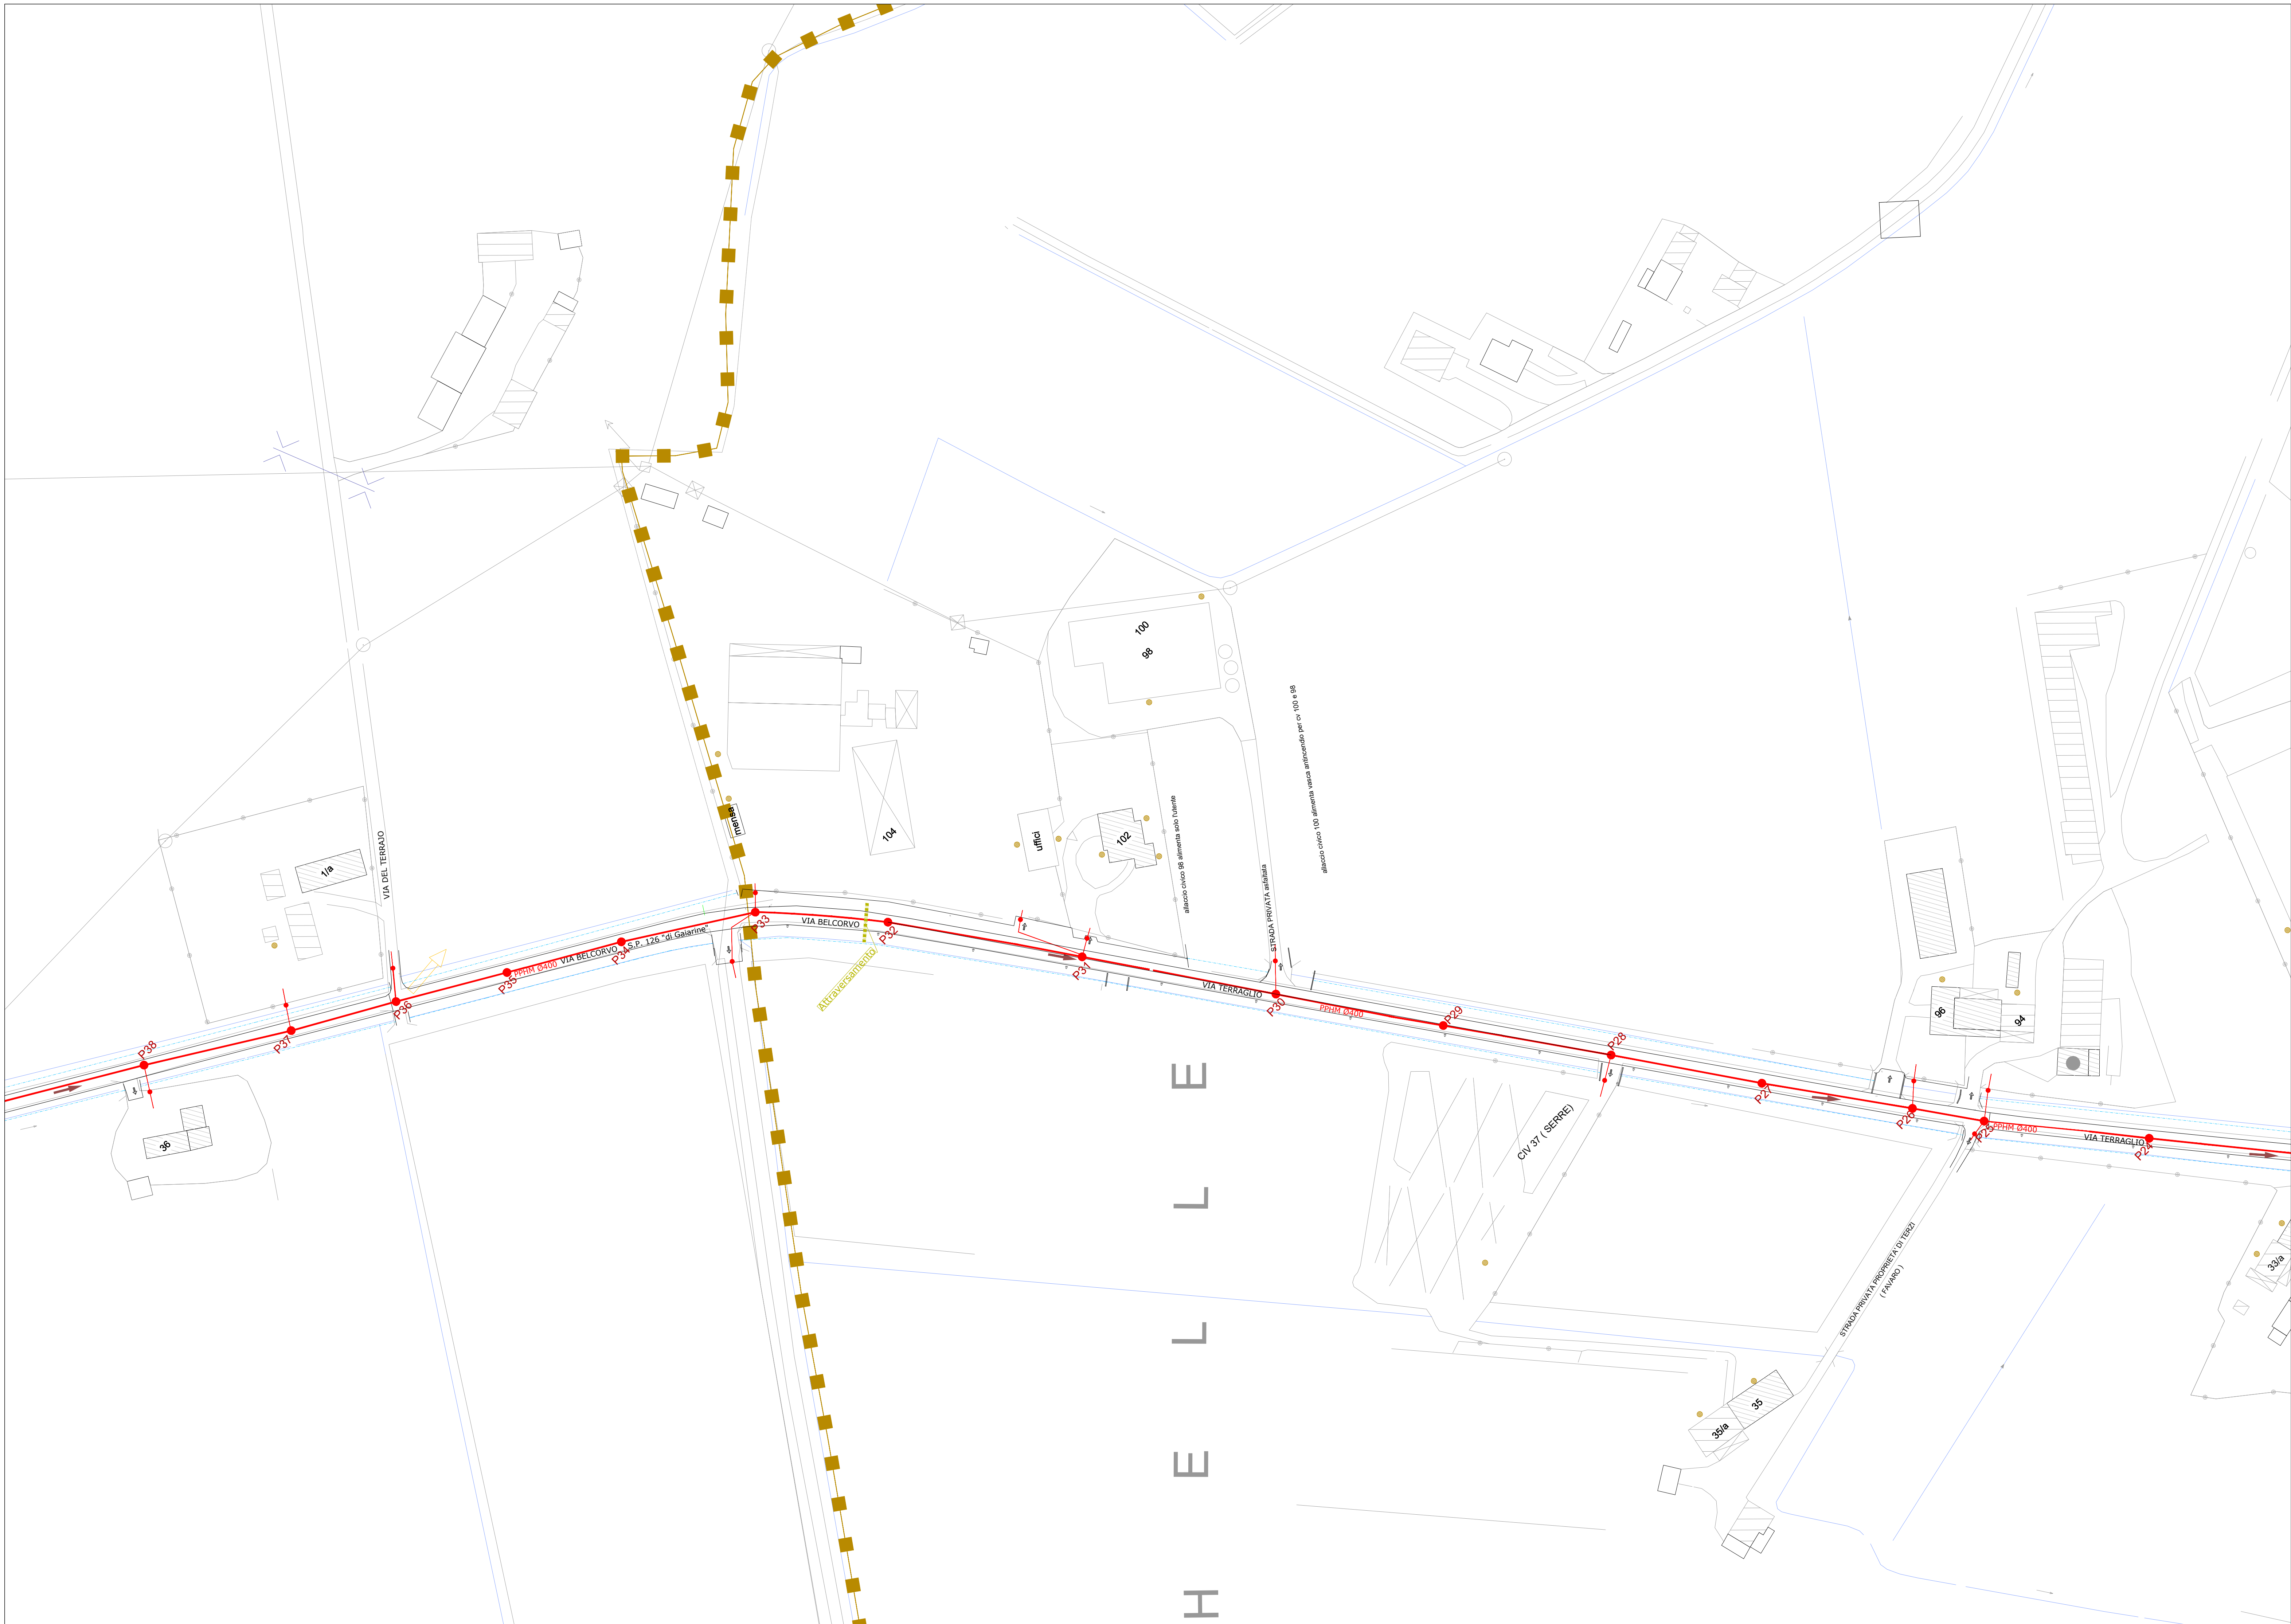 100
98
allaccio civico 100 alimenta vasca antincendio per cv 100 e 98
allaccio civico 98 alimenta solo l'utente
STRADA PRIVATA asfaltata
mensa
104
uffici
102
1/a
VIA DEL TERRAJO
P33
VIA BELCORVO
P32
VIA BELCORVO
S.P. 126 "di Gaiarine"
P34
PPHM Ø400
P35
P36
P37
P38
36
Attraversamento
P31
VIA TERRAGLIO
P30
PPHM Ø400
P29
P28
P27
P26
P25
PPHM Ø400
VIA TERRAGLIO
P24
96
94
CIV 37 ( SERRE)
STRADA PRIVATA PROPRIETA' DI TERZI
( FAVARO )
33/a
35
35/a
H E L L E